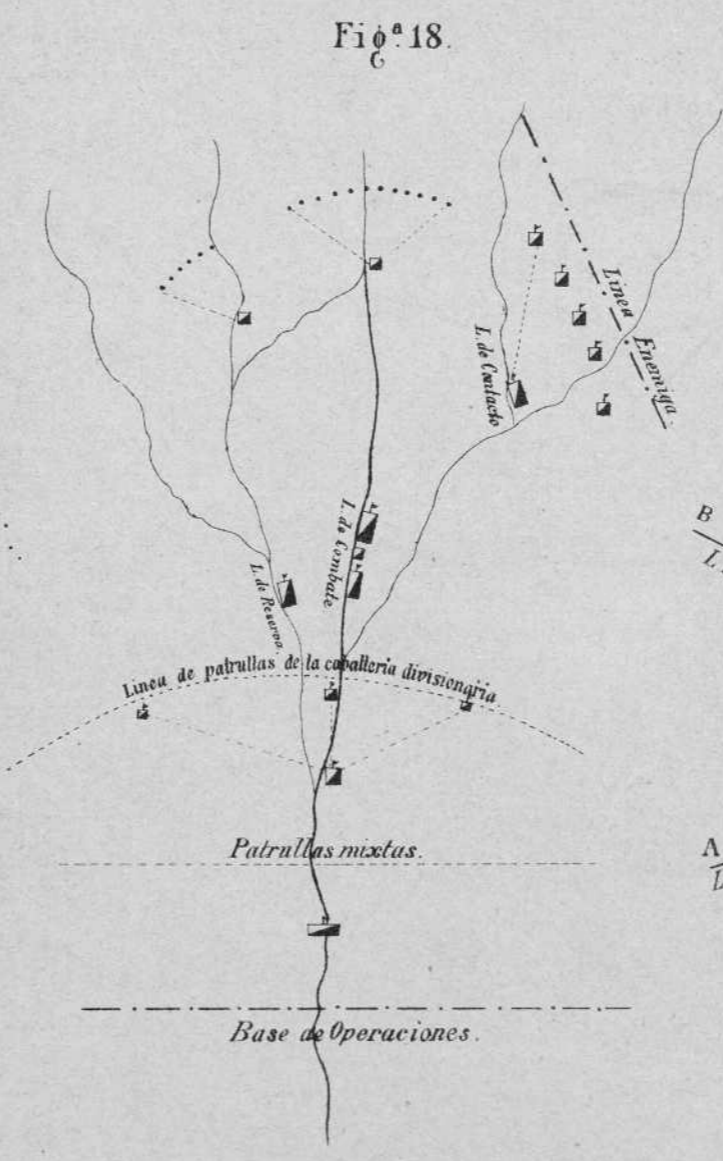 Figª. 18.
Linea Enemiga.
L. de Contacto
L. de Combate.
L. de Reserva.
B
L.
Linea de patrullas de la caballeria divisionaria
Patrullas mixtas.
A
Base de Operaciones.